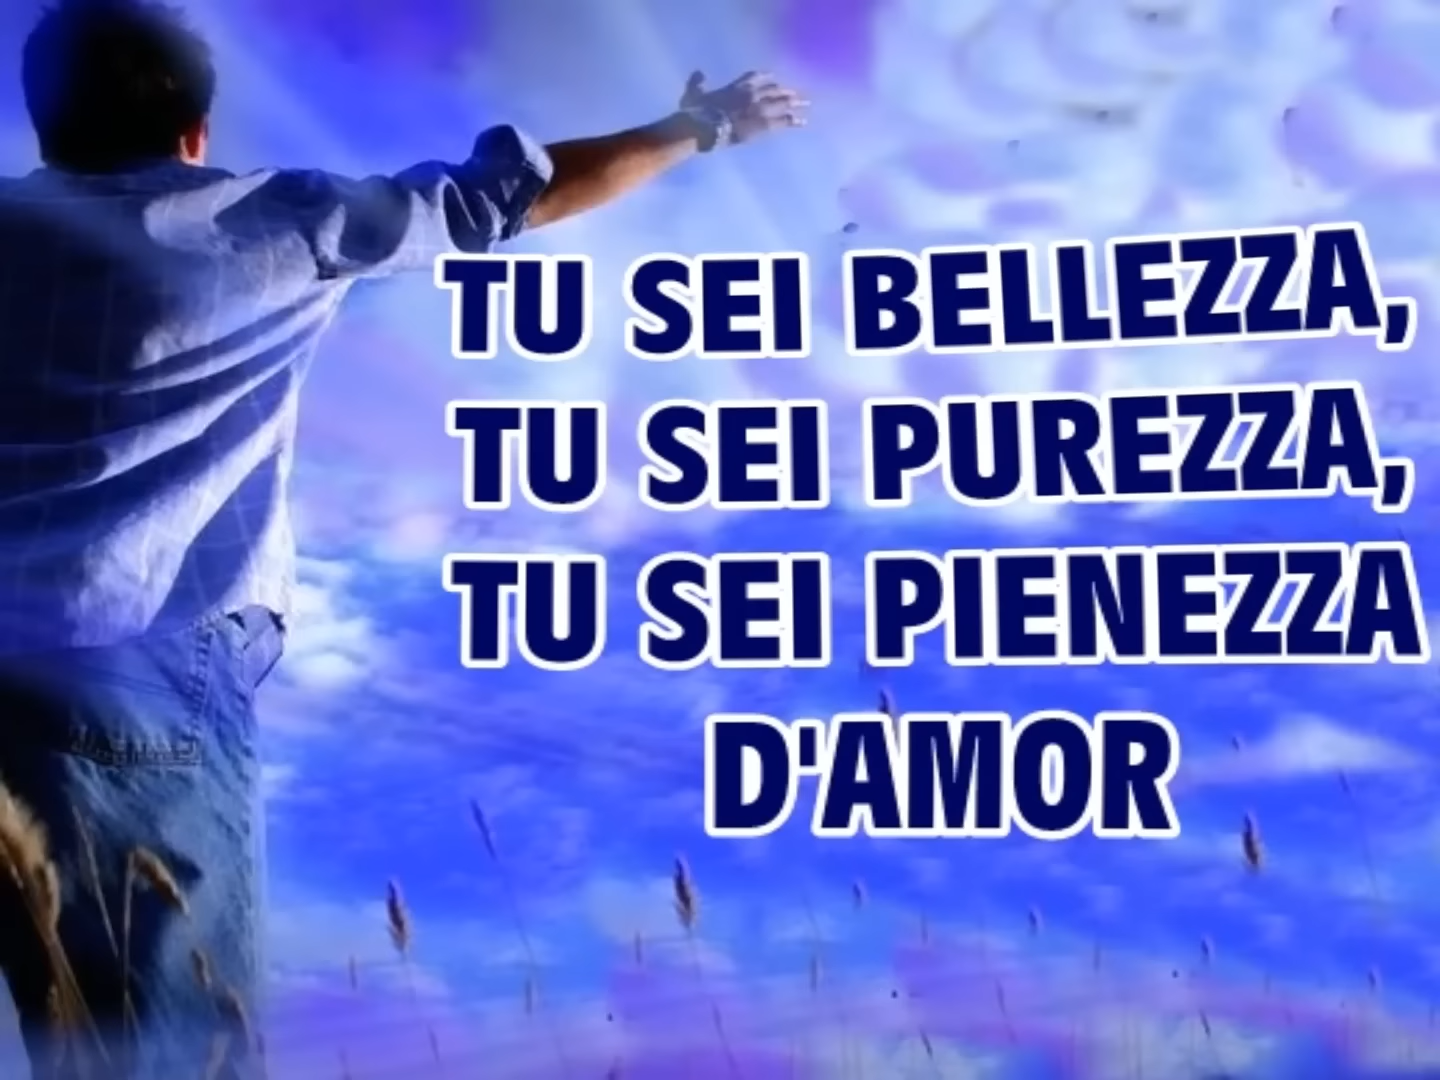 TU SEI BELLEZZA,
TU SEI PUREZZA,
TU SEI PIENEZZA
D'AMOR